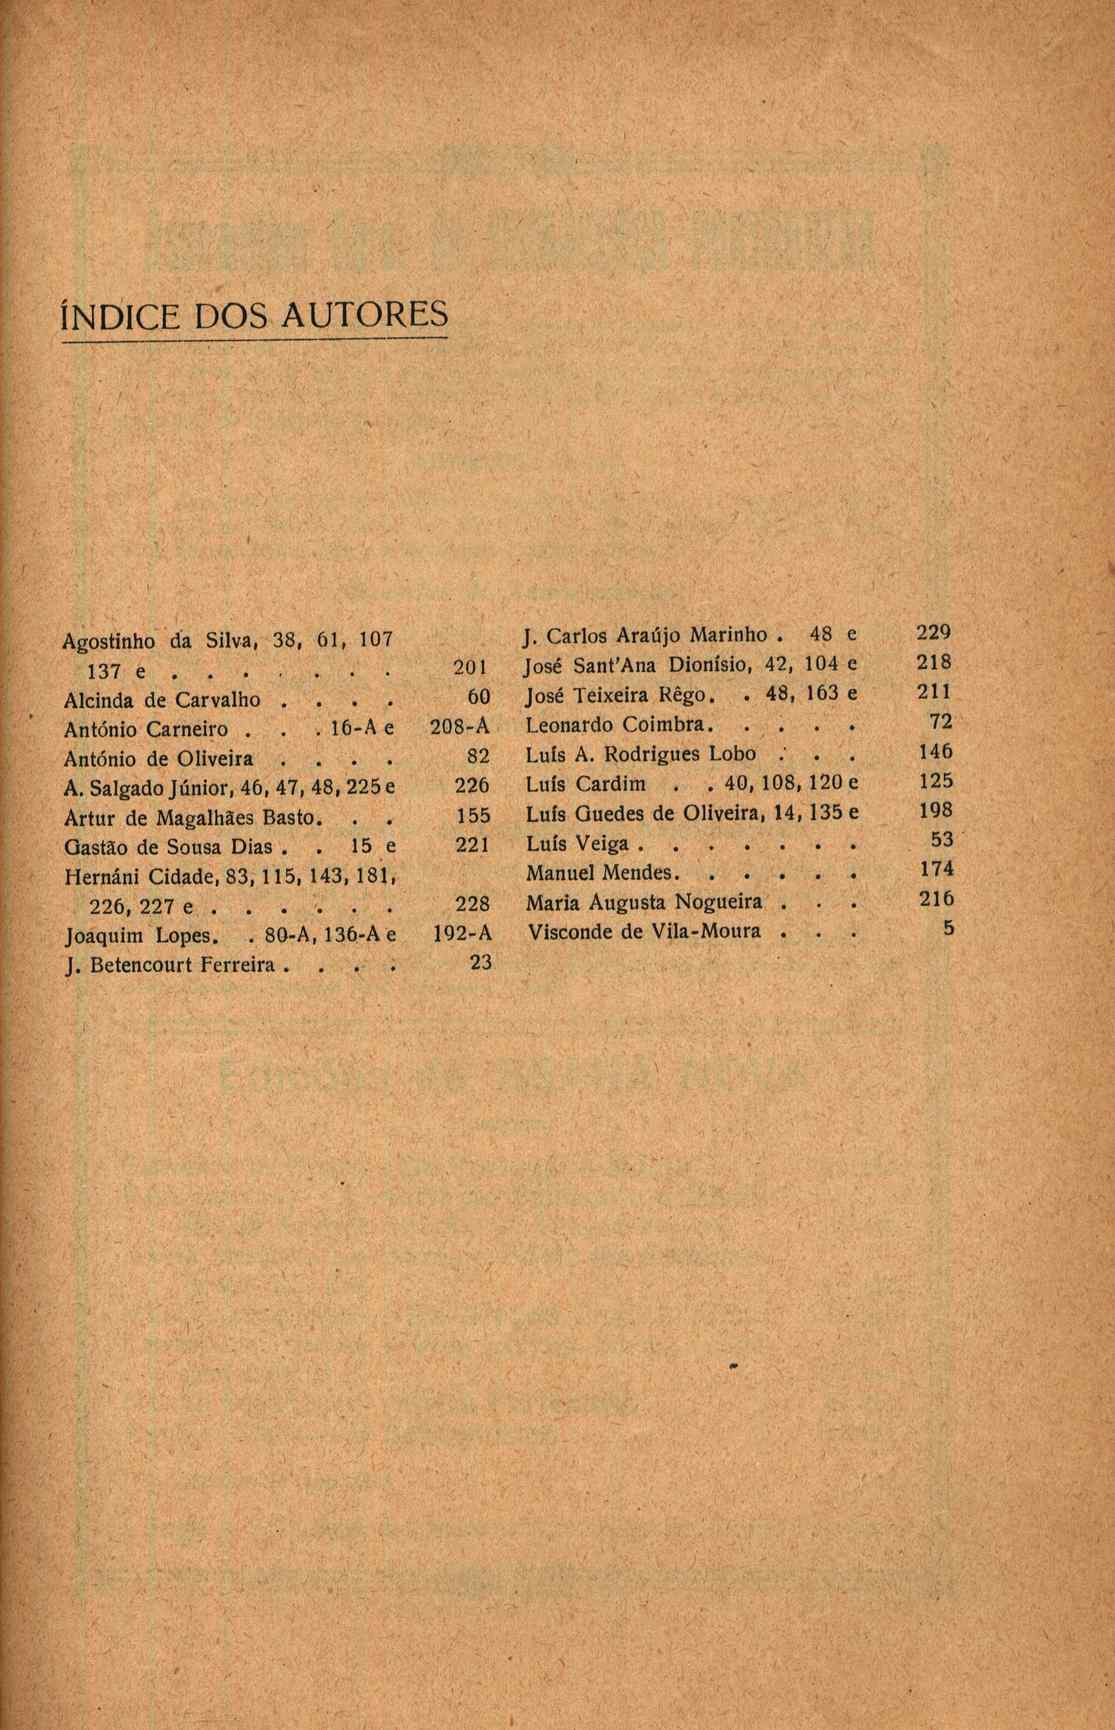 ÍNDICE DOS AUTORES
Agostinho da Silva, 38, 61, 107
137 e . . . . . . . 201
Alcinda de Carvalho . . . . 60
António Carneiro . . . 16-A e 208-A
António de Oliveira . . . . 82
A. Salgado Júnior, 46, 47, 48, 225 e 226
Artur de Magalhães Basto. . . 155
Gastão de Sousa Dias . . 15 e 221
Hernáni Cidade, 83, 115, 143, 181,
226, 227 e . . . . . . 228
Joaquim Lopes. . 80-A, 136-A e 192-A
J. Betencourt Ferreira . . . . 23
J. Carlos Araújo Marinho . 48 e 229
José Sant'Ana Dionísio, 42, 104 e 218
José Teixeira Rêgo. . 48, 163 e 211
Leonardo Coimbra. . . . . 72
Luís A. Rodrigues Lobo . . . 146
Luís Cardim . . 40, 108, 120 e 125
Luís Guedes de Oliveira, 14, 135 e 198
Luís Veiga . . . . . . . 53
Manuel Mendes. . . . . . 174
Maria Augusta Nogueira . . . 216
Visconde de Vila-Moura . . . 5